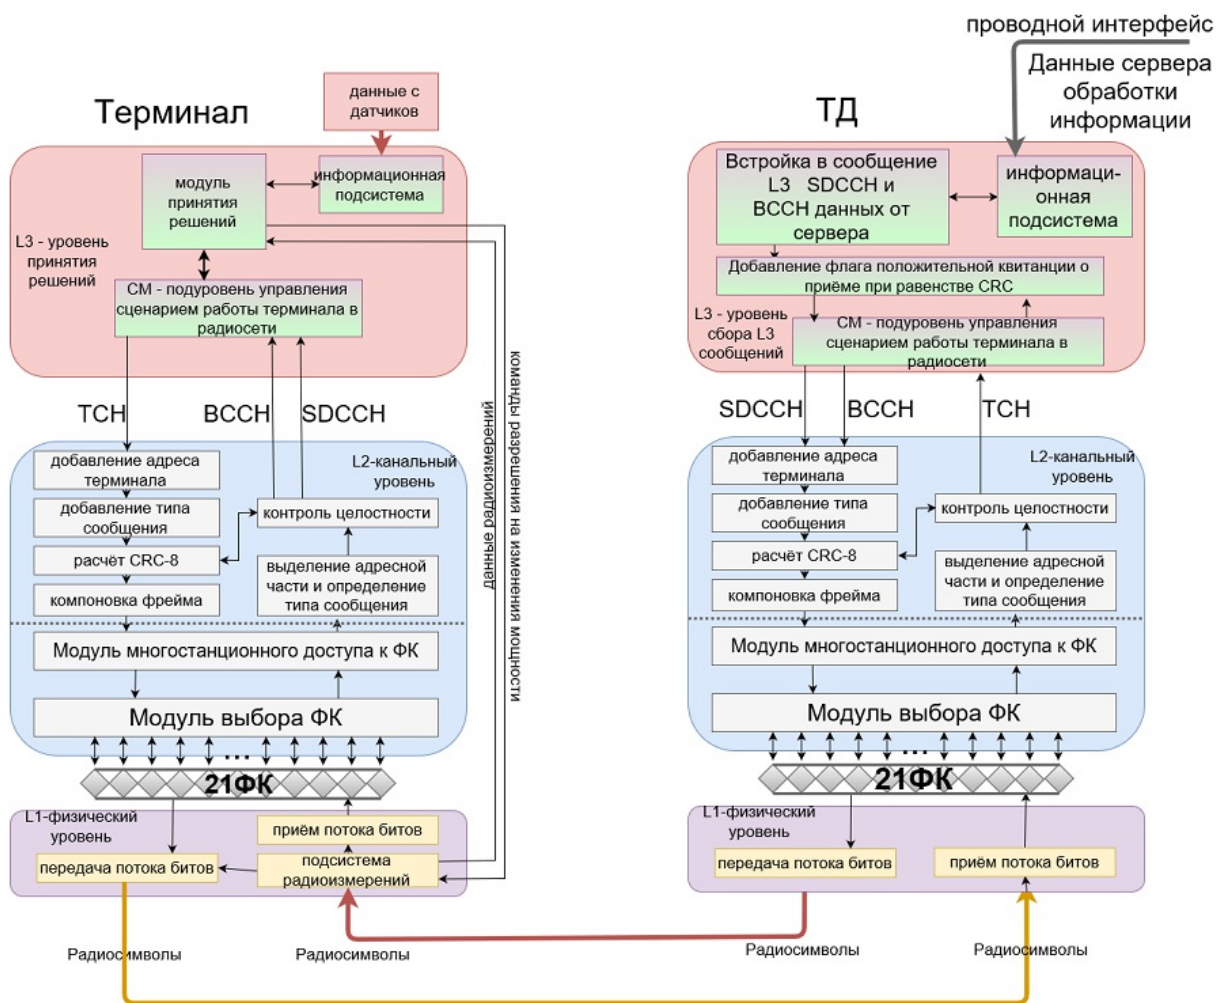 проводной интерфейс
Данные сервера
обработки
информации
Терминал
данные с
датчиков
модуль
принятия
решений
информационная
подсистема
L3 - уровень
принятия
решений
СМ - подуровень управления
сценарием работы терминала в
радиосети
TCH
BCCH
SDCCH
данные радиоизмерений
команды разрешения на изменения мощности
L2-канальный
уровень
добавление адреса
терминала
добавление типа
сообщения
расчёт CRC-8
компоновка фрейма
контроль целостности
выделение адресной
части и определение
типа сообщения
Модуль многостанционного доступа к ФК
Модуль выбора ФК
...
21ФК
L1-физический
уровень
приём потока битов
передача потока битов
подсистема
радиоизмерений
Радиосимволы
Радиосимволы
ТД
Встройка в сообщение
L3 SDCCH и
BCCH данных от
сервера
информаци-
онная
подсистема
Добавление флага положительной квитанции о
приёме при равенстве CRC
L3 - уровень
сбора L3
сообщений
СМ - подуровень управления
сценарием работы терминала в
радиосети
SDCCH
BCCH
TCH
L2-канальный
уровень
добавление адреса
терминала
добавление типа
сообщения
расчёт CRC-8
компоновка фрейма
контроль целостности
выделение адресной
части и определение
типа сообщения
Модуль многостанционного доступа к ФК
Модуль выбора ФК
...
21ФК
L1-физический
уровень
передача потока битов
приём потока битов
Радиосимволы
Радиосимволы